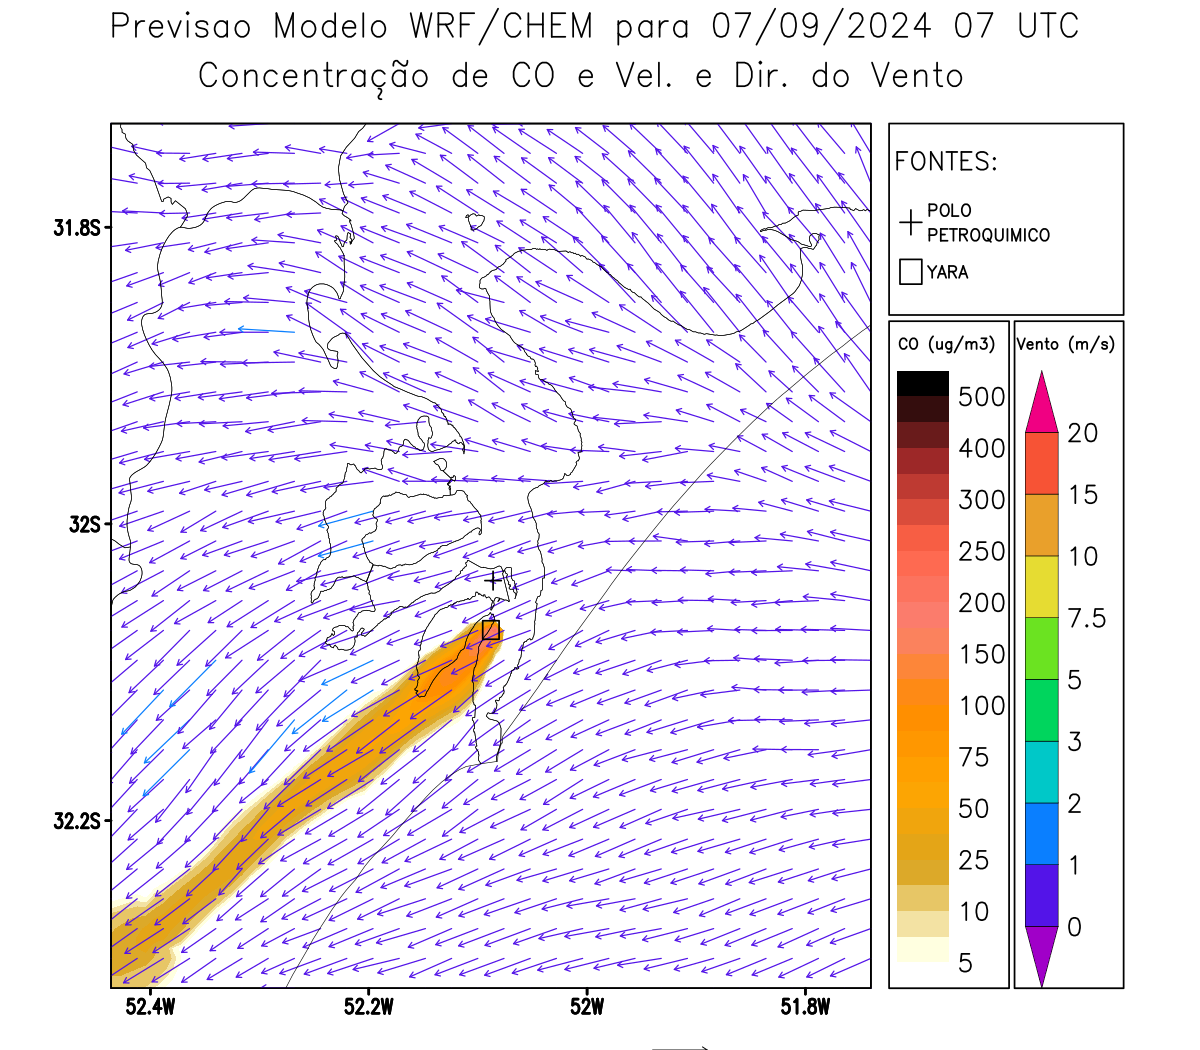 Previsao Modelo WRF/CHEM para 07/09/2024 07 UTC
Concentração de CO e Vel. e Dir. do Vento
FONTES:
POLO
PETROQUIMICO
YARA
CO (ug/m3)
500
400
300
250
200
150
100
75
50
25
10
5
Vento (m/s)
20
15
10
7.5
5
3
2
1
0
31.8S
32S
32.2S
52.4W
52.2W
52W
51.8W